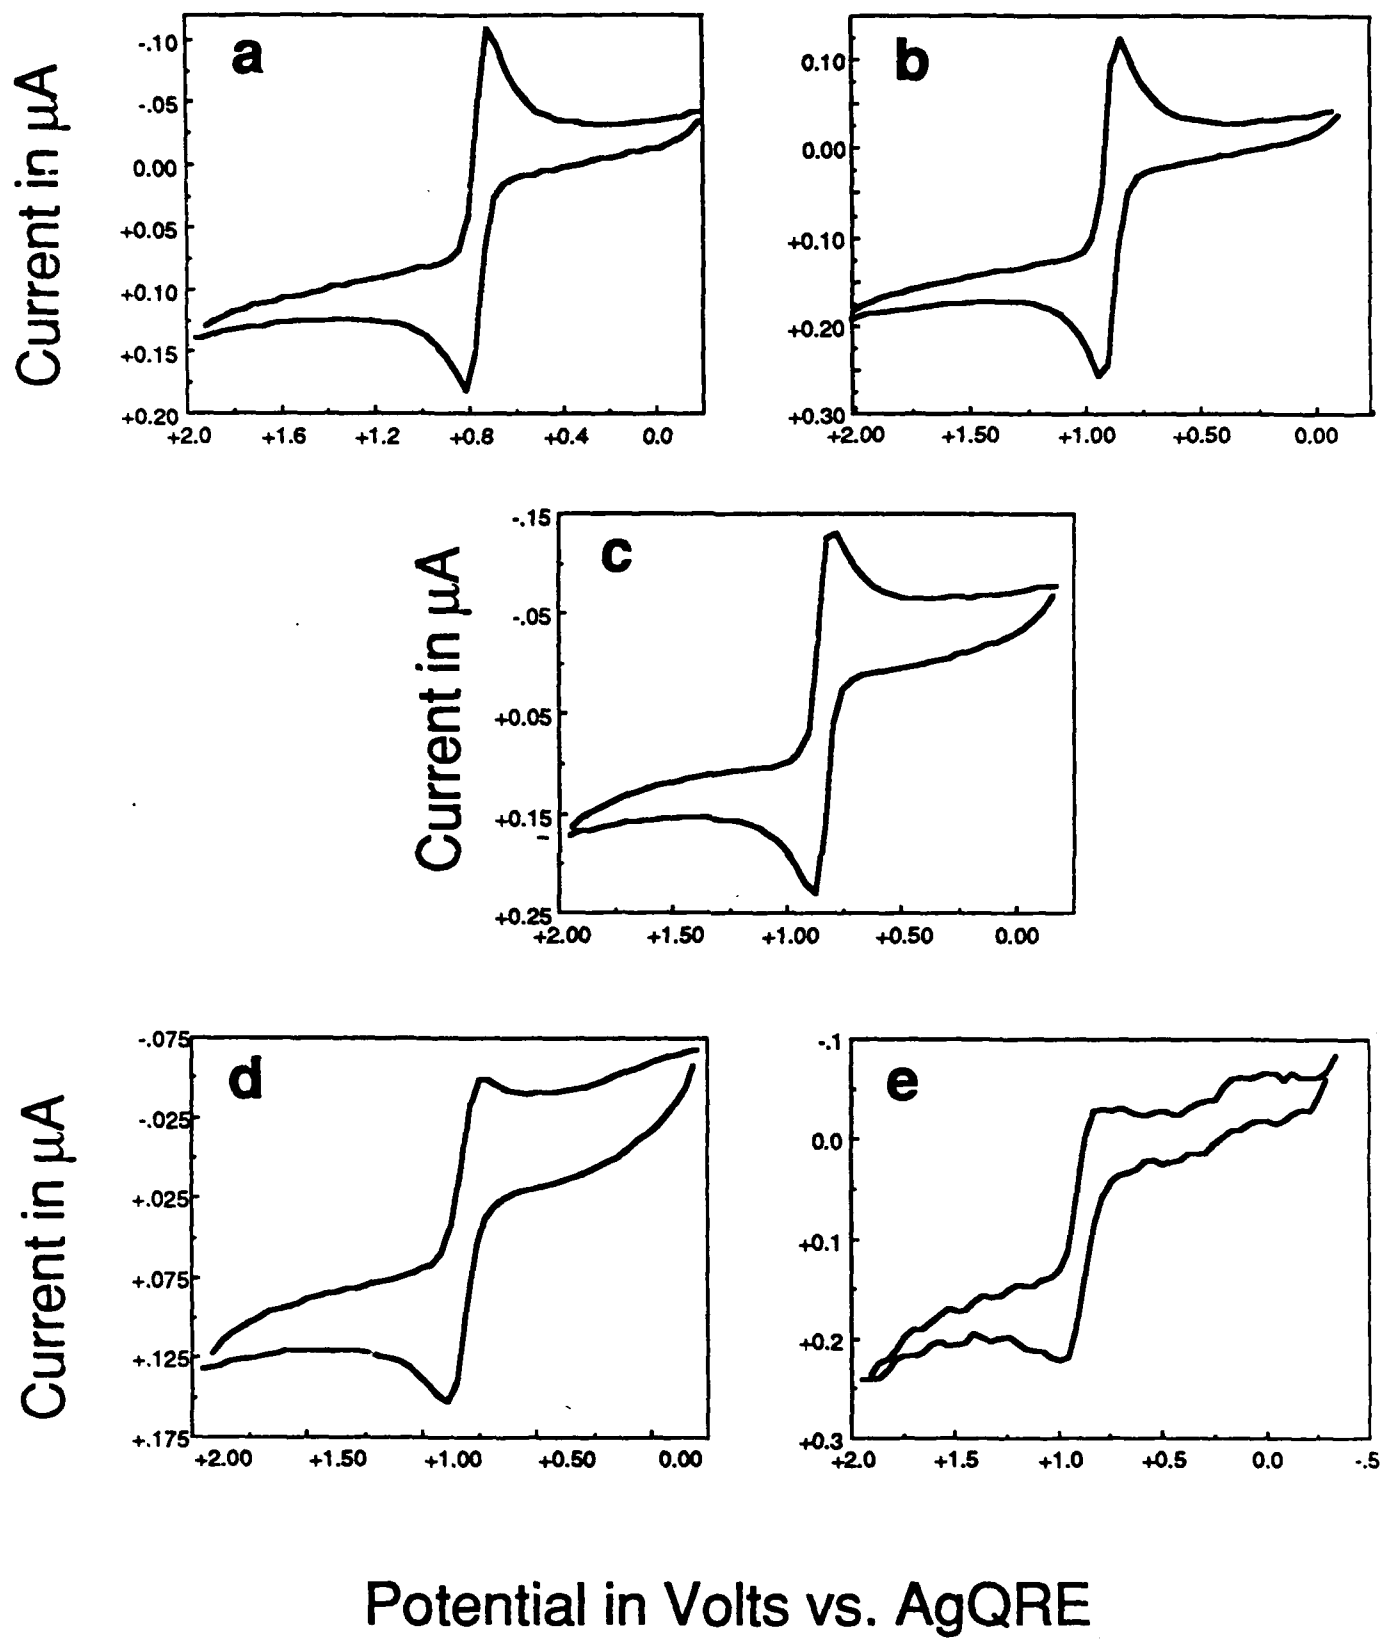 Current in µA
a
-.10
-.05
0.00
+0.05
+0.10
+0.15
+0.20
+2.0 +1.6 +1.2 +0.8 +0.4 0.0
b
0.10
0.00
+0.10
+0.20
+0.30
+2.00 +1.50 +1.00 +0.50 0.00
Current in µA
c
-.15
-.05
+0.05
+0.15
+0.25
+2.00 +1.50 +1.00 +0.50 0.00
Current in µA
d
-.075
-.025
+.025
+.075
+.125
+.175
+2.00 +1.50 +1.00 +0.50 0.00
e
-.1
0.0
+0.1
+0.2
+0.3
+2.0 +1.5 +1.0 +0.5 0.0 -.5
Potential in Volts vs. AgQRE